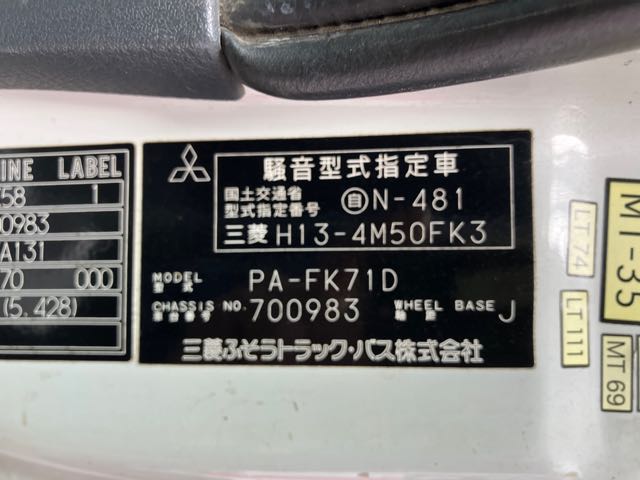 INE LABEL
58 1
0983
A131
70 000
(5.428)
騒音型式指定車
国土交通省
型式指定番号
自N-481
三菱 H13-4M50FK3
MODEL
型式
PA-FK71D
CHASSIS NO.
車台番号
700983
WHEEL BASE
軸距
J
三菱ふそうトラック・バス株式会社
LT-74
LT111
MT-35
MT69